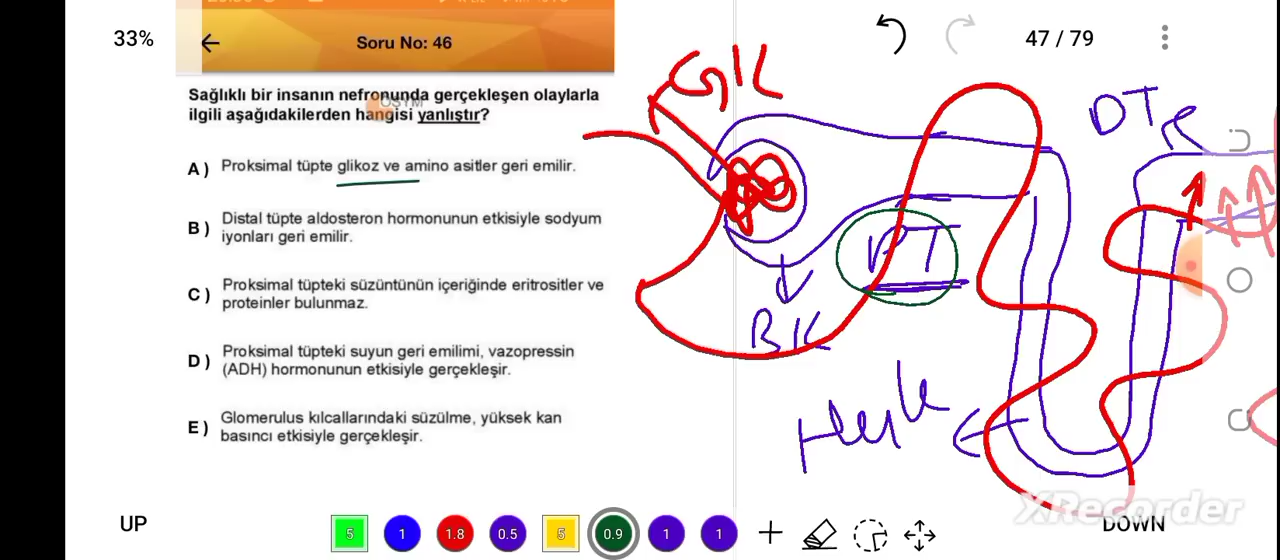 33%
Soru No: 46
47 / 79
Sağlıklı bir insanın nefronunda gerçekleşen olaylarla
ilgili aşağıdakilerden hangisi yanlıştır?
ÖSYM
A) Proksimal tüpte glikoz ve amino asitler geri emilir.
B) Distal tüpte aldosteron hormonunun etkisiyle sodyum
iyonları geri emilir.
C) Proksimal tüpteki süzüntünün içeriğinde eritrositler ve
proteinler bulunmaz.
D) Proksimal tüpteki suyun geri emilimi, vazopressin
(ADH) hormonunun etkisiyle gerçekleşir.
E) Glomerulus kılcallarındaki süzülme, yüksek kan
basıncı etkisiyle gerçekleşir.
GK
DT
PT
BK
Henle
XRecorder
UP
5
1
1.8
0.5
5
0.9
1
1
DOWN